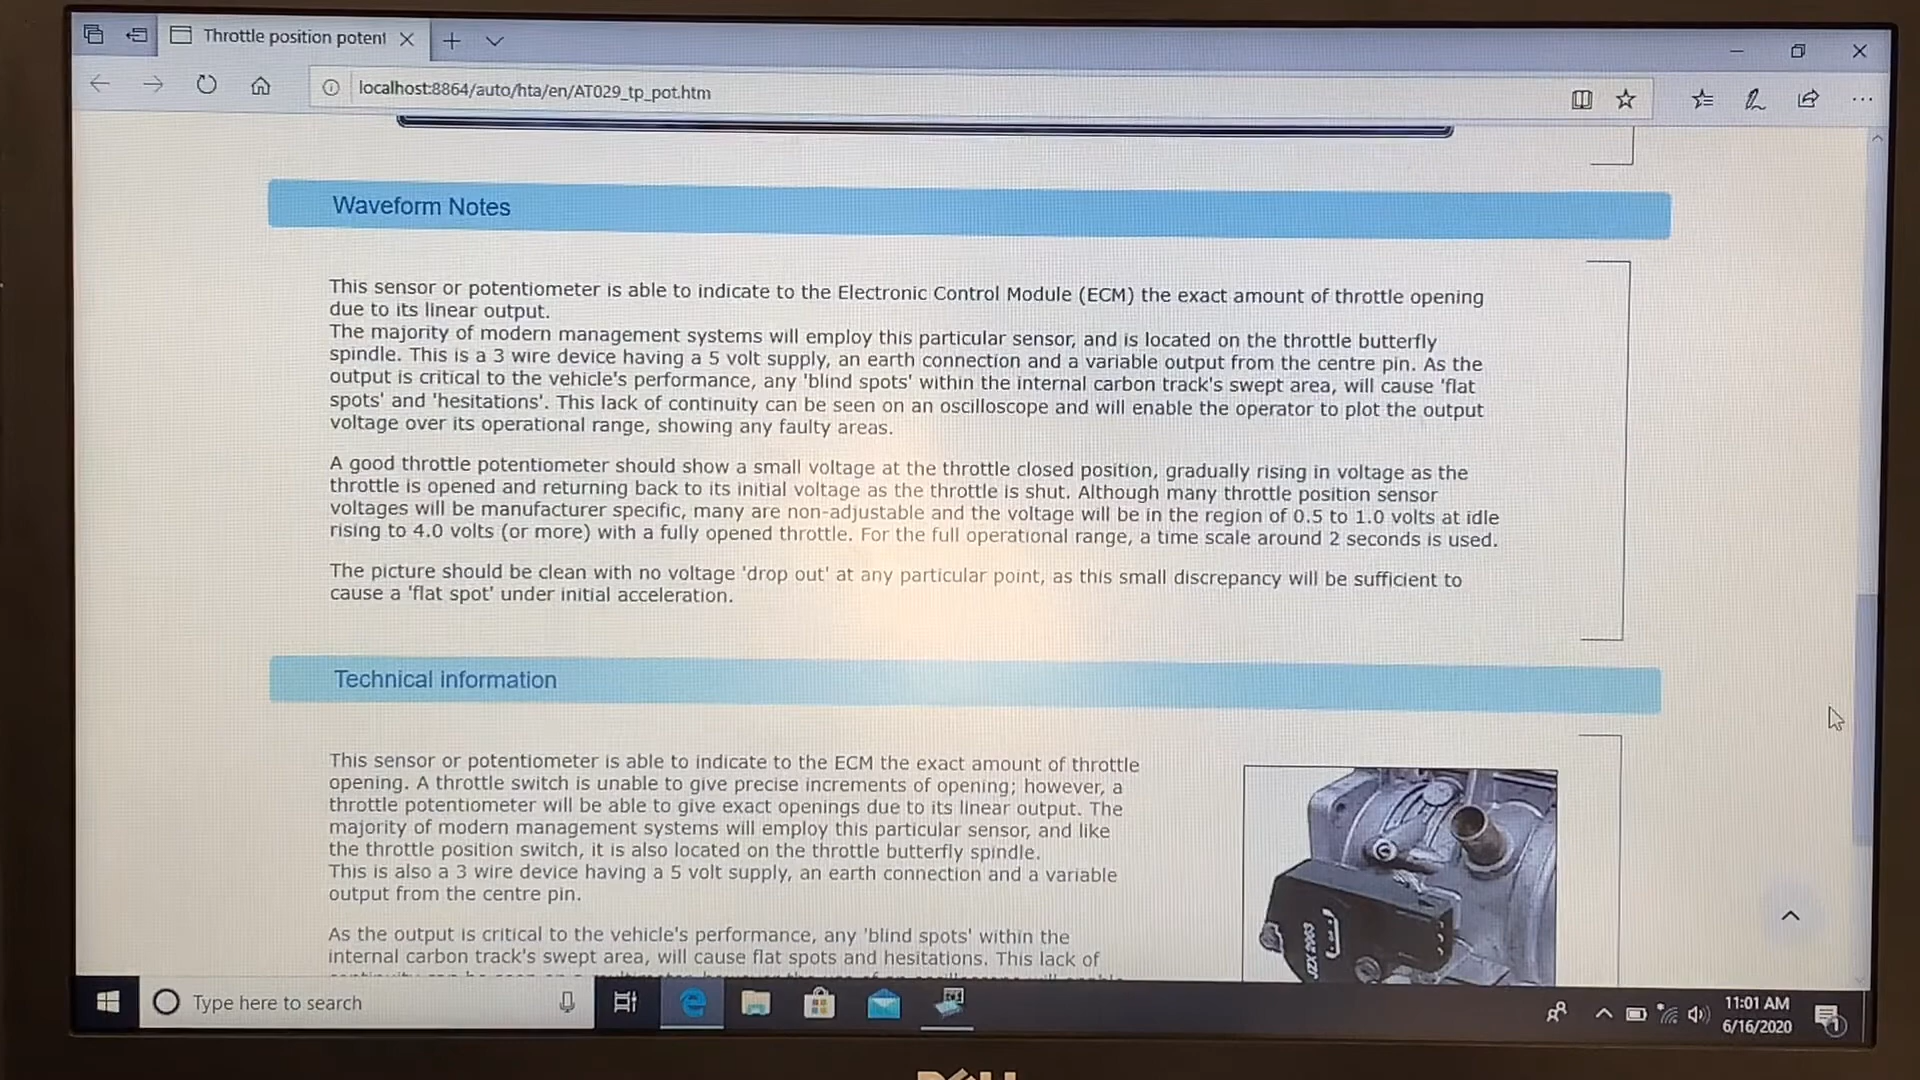 Throttle position potent
localhost:8864/auto/hta/en/AT029_tp_pot.htm
Waveform Notes
This sensor or potentiometer is able to indicate to the Electronic Control Module (ECM) the exact amount of throttle opening
due to its linear output.
The majority of modern management systems will employ this particular sensor, and is located on the throttle butterfly
spindle. This is a 3 wire device having a 5 volt supply, an earth connection and a variable output from the centre pin. As the
output is critical to the vehicle's performance, any 'blind spots' within the internal carbon track's swept area, will cause 'flat
spots' and 'hesitations'. This lack of continuity can be seen on an oscilloscope and will enable the operator to plot the output
voltage over its operational range, showing any faulty areas.
A good throttle potentiometer should show a small voltage at the throttle closed position, gradually rising in voltage as the
throttle is opened and returning back to its initial voltage as the throttle is shut. Although many throttle position sensor
voltages will be manufacturer specific, many are non-adjustable and the voltage will be in the region of 0.5 to 1.0 volts at idle
rising to 4.0 volts (or more) with a fully opened throttle. For the full operational range, a time scale around 2 seconds is used.
The picture should be clean with no voltage 'drop out' at any particular point, as this small discrepancy will be sufficient to
cause a 'flat spot' under initial acceleration.
Technical information
This sensor or potentiometer is able to indicate to the ECM the exact amount of throttle
opening. A throttle switch is unable to give precise increments of opening; however, a
throttle potentiometer will be able to give exact openings due to its linear output. The
majority of modern management systems will employ this particular sensor, and like
the throttle position switch, it is also located on the throttle butterfly spindle.
This is also a 3 wire device having a 5 volt supply, an earth connection and a variable
output from the centre pin.
As the output is critical to the vehicle's performance, any 'blind spots' within the
internal carbon track's swept area, will cause flat spots and hesitations. This lack of
Type here to search
11:01 AM
6/16/2020
1